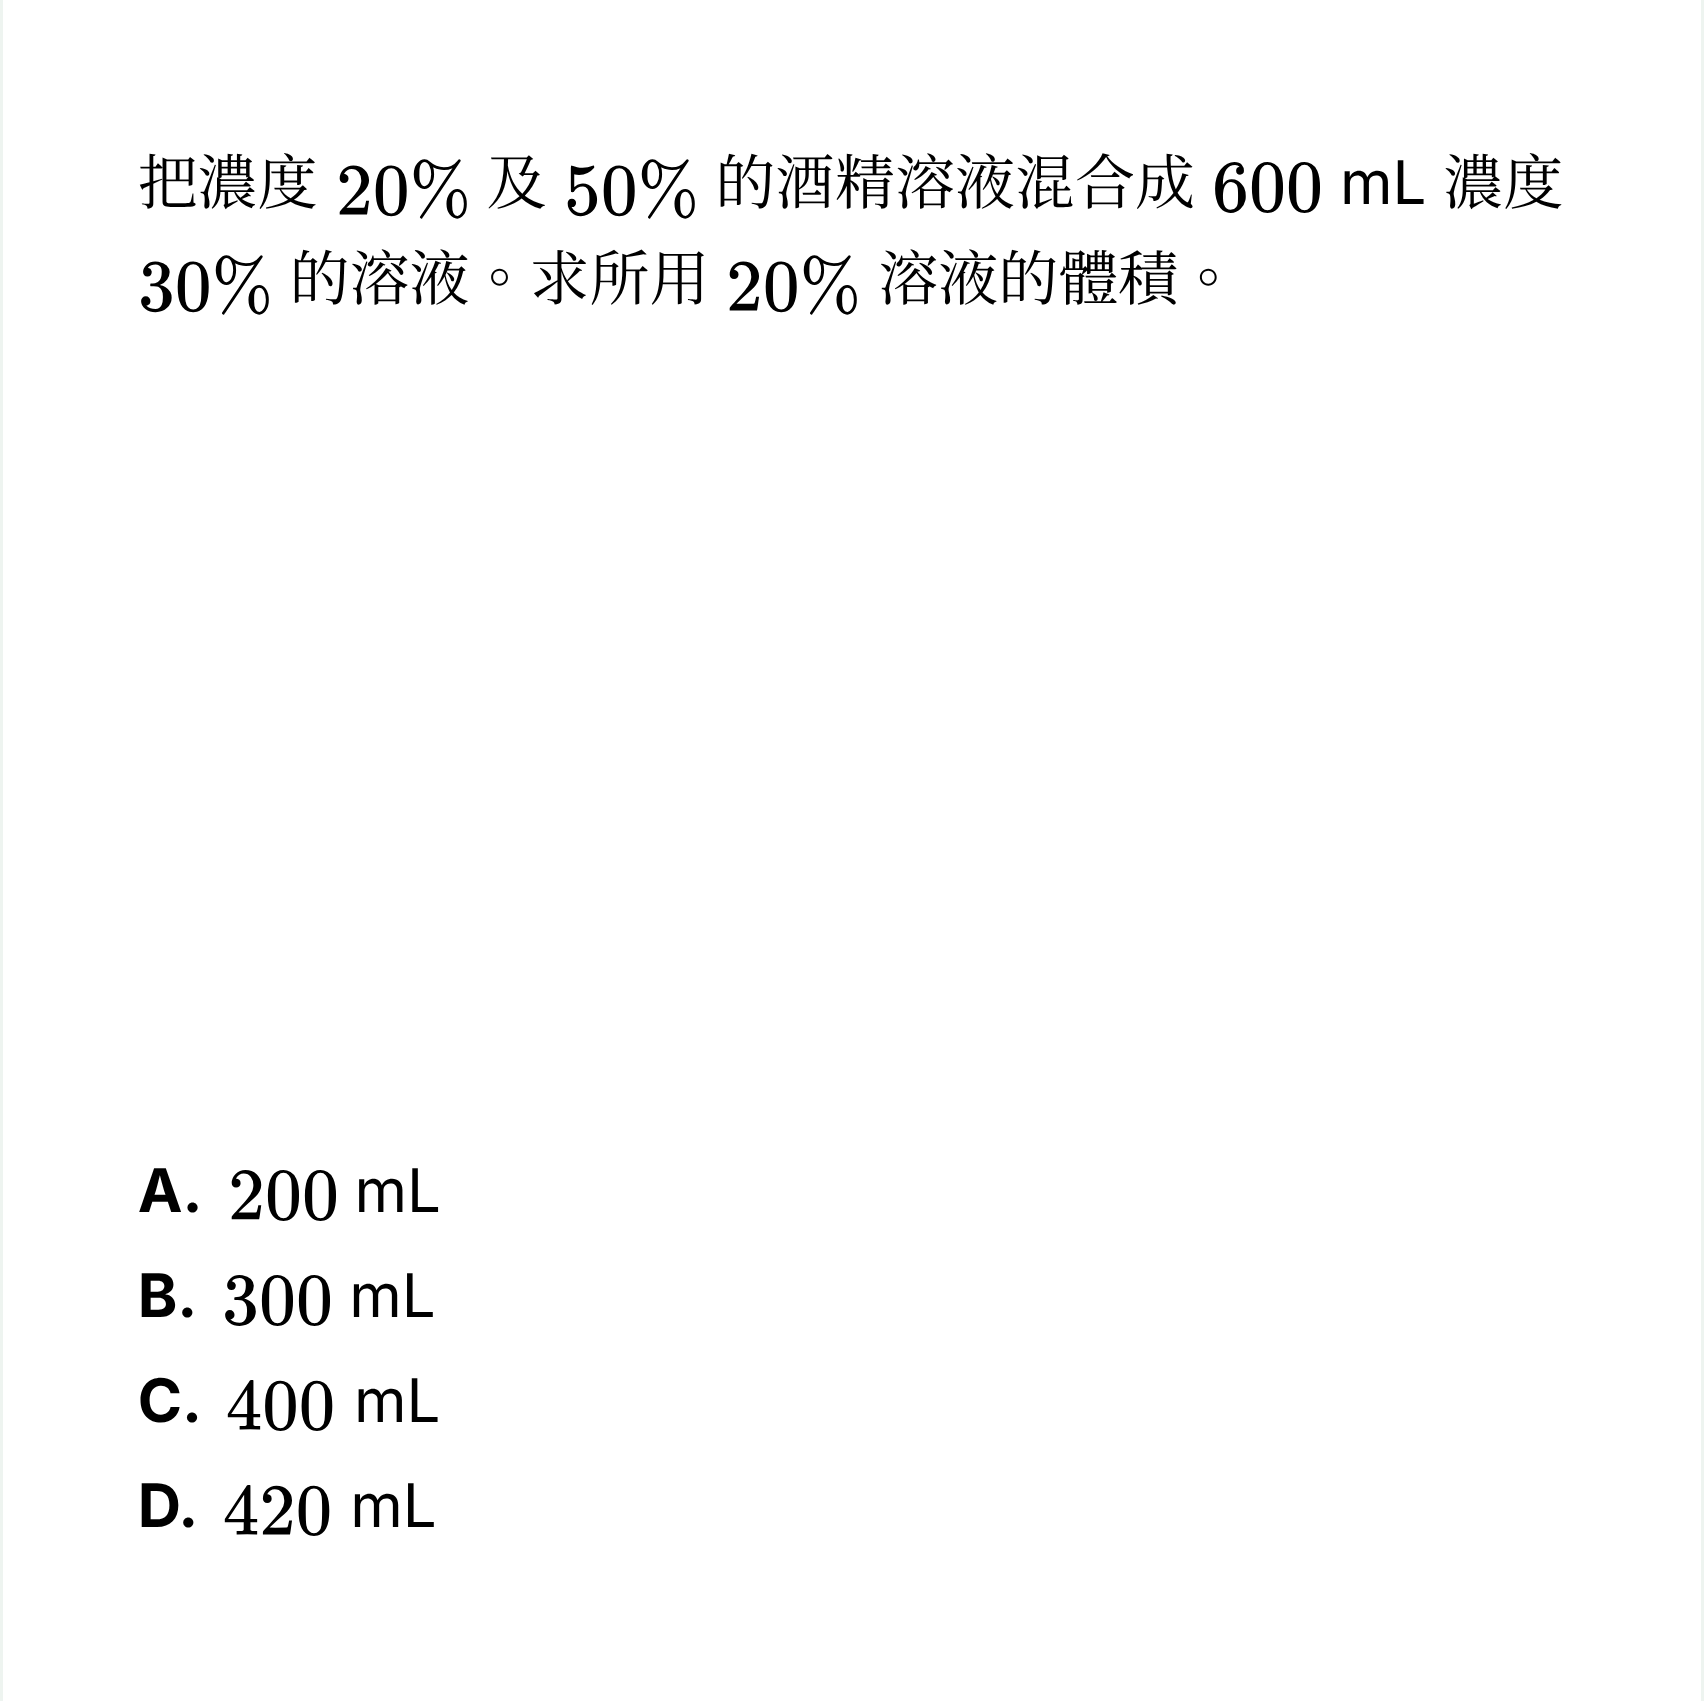 把濃度 20% 及 50% 的酒精溶液混合成 600 mL 濃度
30% 的溶液。求所用 20% 溶液的體積。
A. 200 mL
B. 300 mL
C. 400 mL
D. 420 mL